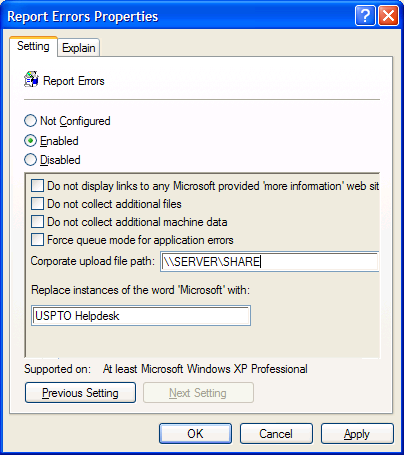 Report Errors Properties
Setting
Explain
Report Errors
Not Configured
Enabled
Disabled
Do not display links to any Microsoft provided 'more information' web sit
Do not collect additional files
Do not collect additional machine data
Force queue mode for application errors
Corporate upload file path: \\SERVER\SHARE
Replace instances of the word 'Microsoft' with:
USPTO Helpdesk
Supported on: At least Microsoft Windows XP Professional
Previous Setting
Next Setting
OK
Cancel
Apply